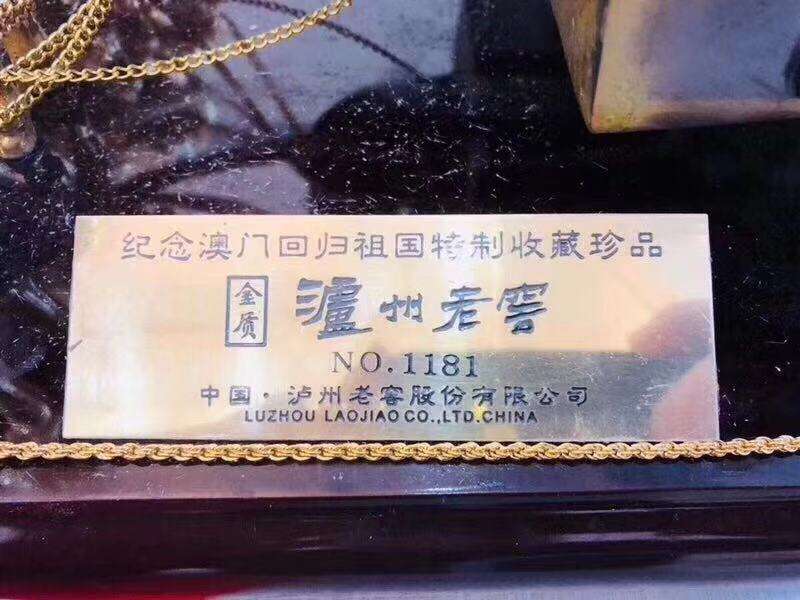 纪念澳门回归祖国特制收藏珍品
金质 泸州老窖
NO.1181
中国·泸州老窖股份有限公司
LUZHOU LAOJIAO CO.,LTD.CHINA